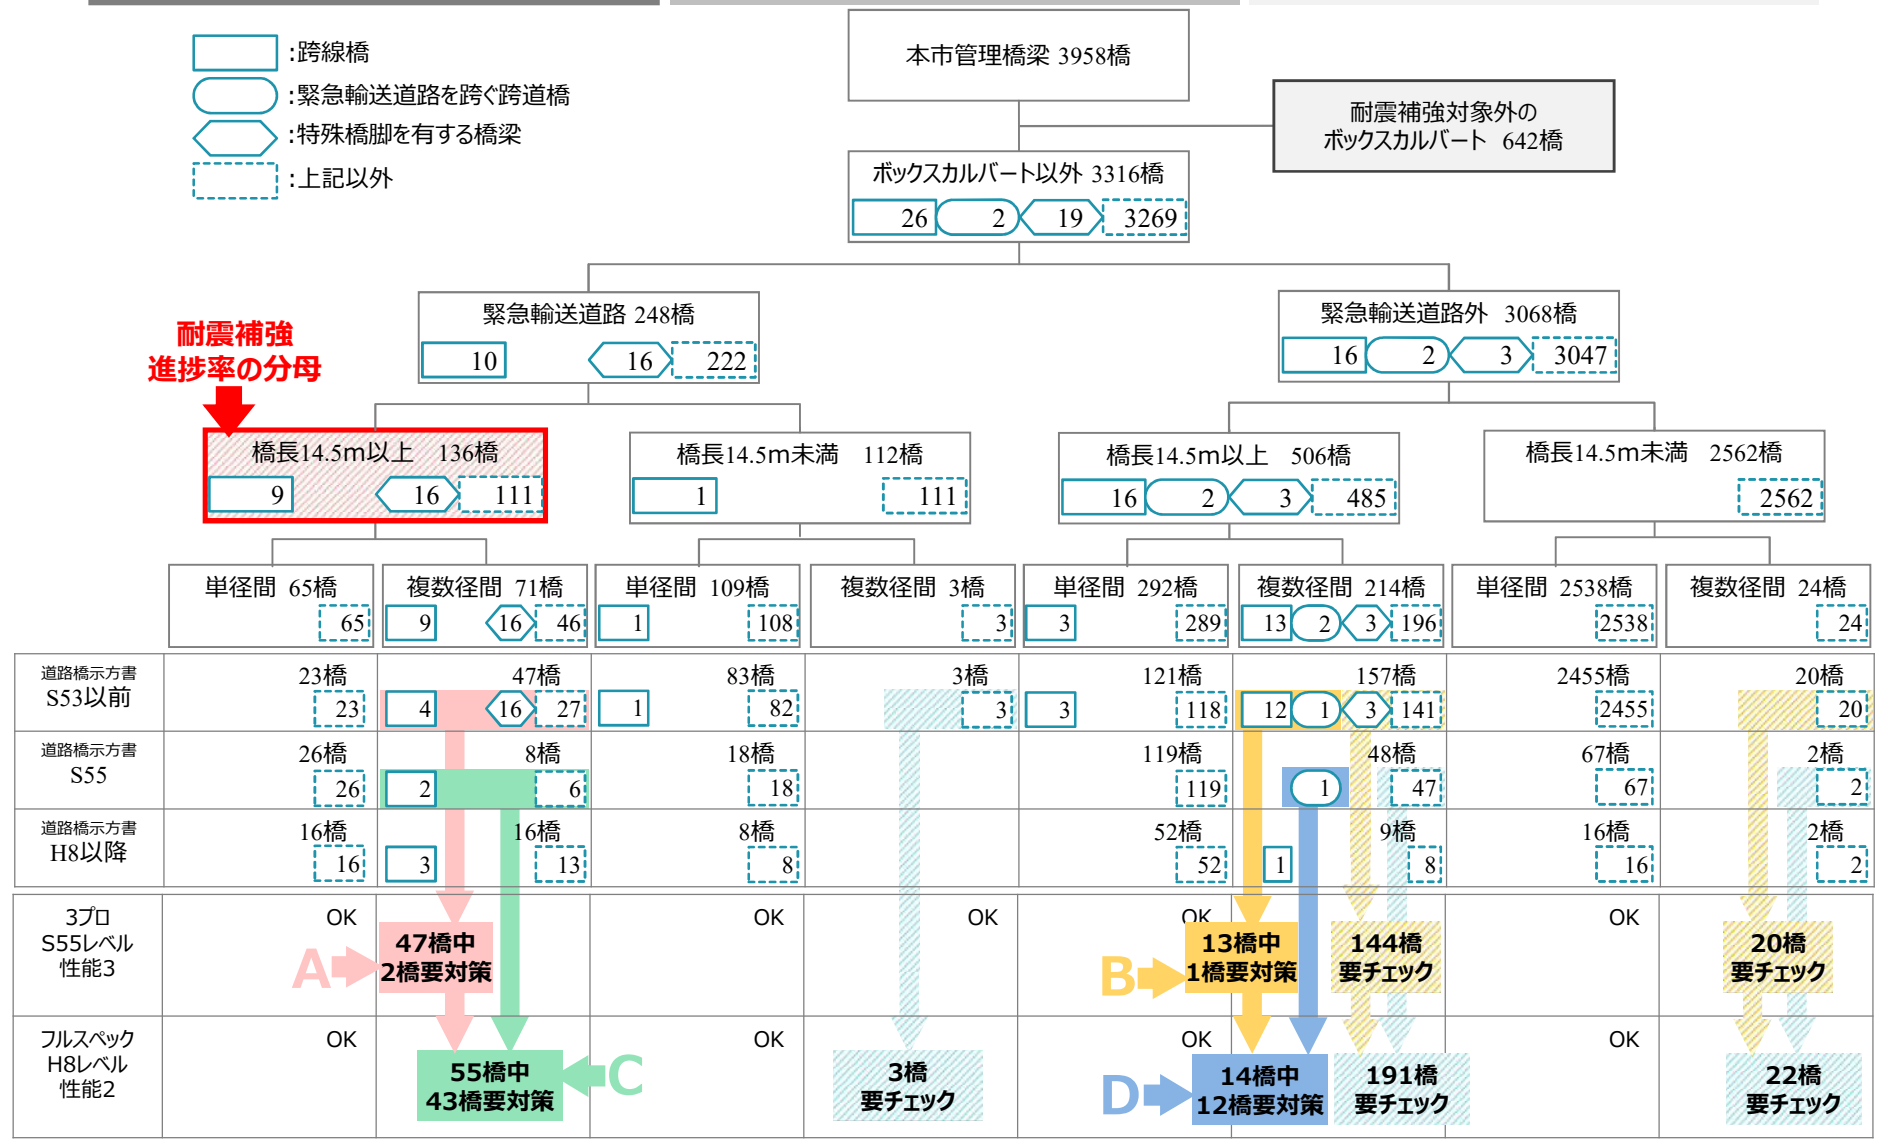 :跨線橋
:緊急輸送道路を跨ぐ跨道橋
:特殊橋脚を有する橋梁
:上記以外
本市管理橋梁 3958橋
耐震補強対象外の
ボックスカルバート 642橋
ボックスカルバート以外 3316橋
26 2 19 3269
緊急輸送道路 248橋
10 16 222
緊急輸送道路外 3068橋
16 2 3 3047
耐震補強
進捗率の分母
橋長14.5m以上 136橋
9 16 111
橋長14.5m未満 112橋
1 111
橋長14.5m以上 506橋
16 2 3 485
橋長14.5m未満 2562橋
2562
単径間 65橋
65
複数径間 71橋
9 16 46
単径間 109橋
1 108
複数径間 3橋
3
単径間 292橋
3 289
複数径間 214橋
13 2 3 196
単径間 2538橋
2538
複数径間 24橋
24
道路橋示方書
S53以前
23橋
23
47橋
4 16 27
83橋
1 82
3橋
3
121橋
3 118
157橋
12 1 3 141
2455橋
2455
20橋
20
道路橋示方書
S55
26橋
26
8橋
2 6
18橋
18
119橋
119
48橋
1 47
67橋
67
2橋
2
道路橋示方書
H8以降
16橋
16
16橋
3 13
8橋
8
52橋
52
9橋
1 8
16橋
16
2橋
2
3プロ
S55レベル
性能3
OK
A
47橋中
2橋要対策
OK
OK
OK
B
13橋中
1橋要対策
144橋
要チェック
OK
20橋
要チェック
フルスペック
H8レベル
性能2
OK
55橋中
43橋要対策
C
OK
3橋
要チェック
OK
D
14橋中
12橋要対策
191橋
要チェック
OK
22橋
要チェック